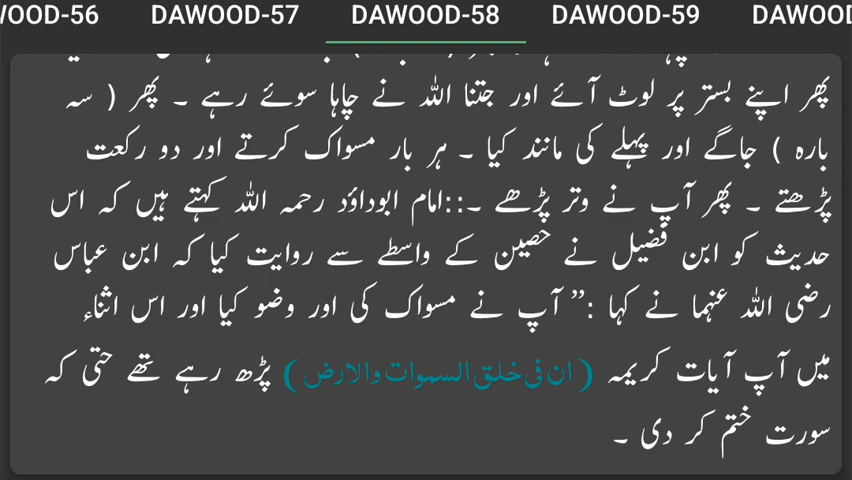 WOOD-56 DAWOOD-57 DAWOOD-58 DAWOOD-59 DAWOOD
پھر اپنے بستر پر لوٹ آئے اور جتنا اللہ نے چاہا سوئے رہے ۔ پھر ( سہ
بارہ ) جاگے اور پہلے کی مانند کیا ۔ ہر بار مسواک کرتے اور دو رکعت
پڑھتے ۔ پھر آپ نے وتر پڑھے ۔::امام ابوداؤد رحمہ اللہ کہتے ہیں کہ اس
حدیث کو ابن فضیل نے حصین کے واسطے سے روایت کیا کہ ابن عباس
رضی اللہ عنہما نے کہا :” آپ نے مسواک کی اور وضو کیا اور اس اثناء
میں آپ آیات کریمہ ( ان فی خلق السموات والارض ) پڑھ رہے تھے حتی کہ
سورت ختم کر دی ۔